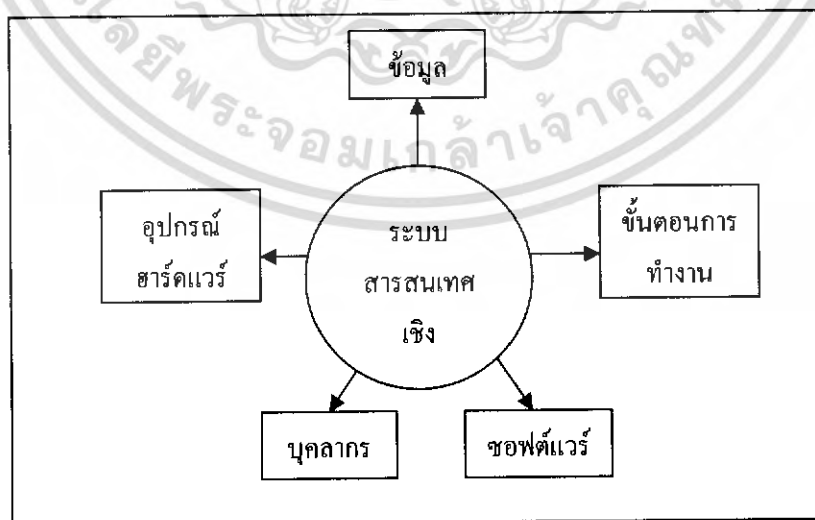 ข้อมูล
อุปกรณ์
ฮาร์ดแวร์
ระบบ
สารสนเทศ
เชิง
ขั้นตอนการ
ทำงาน
บุคลากร
ซอฟต์แวร์